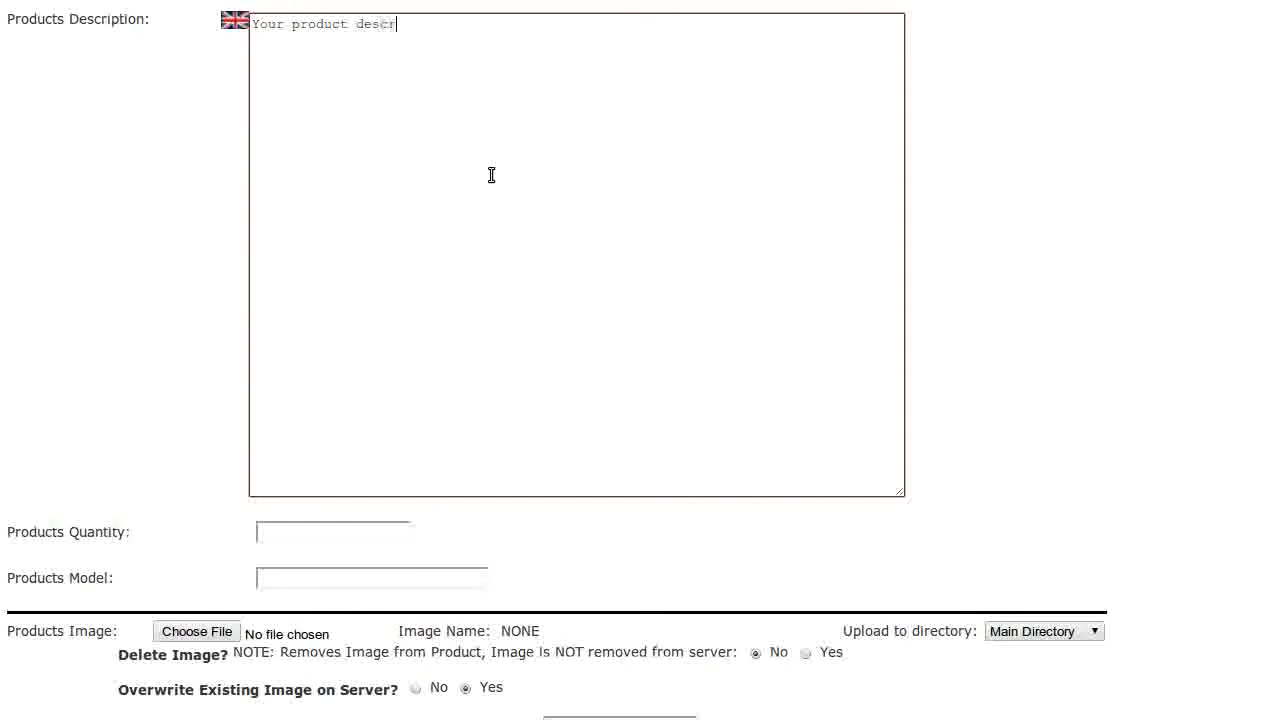 Products Description:
Your product descr
Products Quantity:
Products Model:
Products Image: Choose File No file chosen Image Name: NONE Upload to directory: Main Directory
Delete Image? NOTE: Removes Image from Product, Image is NOT removed from server: No Yes
Overwrite Existing Image on Server? No Yes